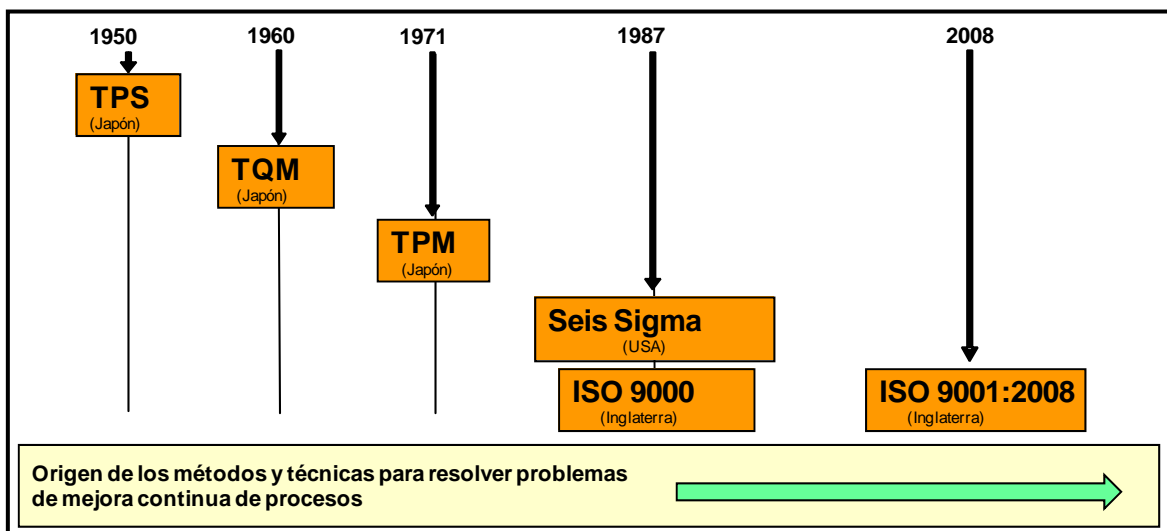 1950
1960
1971
1987
2008
TPS
(Japón)
TQM
(Japón)
TPM
(Japón)
Seis Sigma
(USA)
ISO 9000
(Inglaterra)
ISO 9001:2008
(Inglaterra)
Origen de los métodos y técnicas para resolver problemas
de mejora continua de procesos